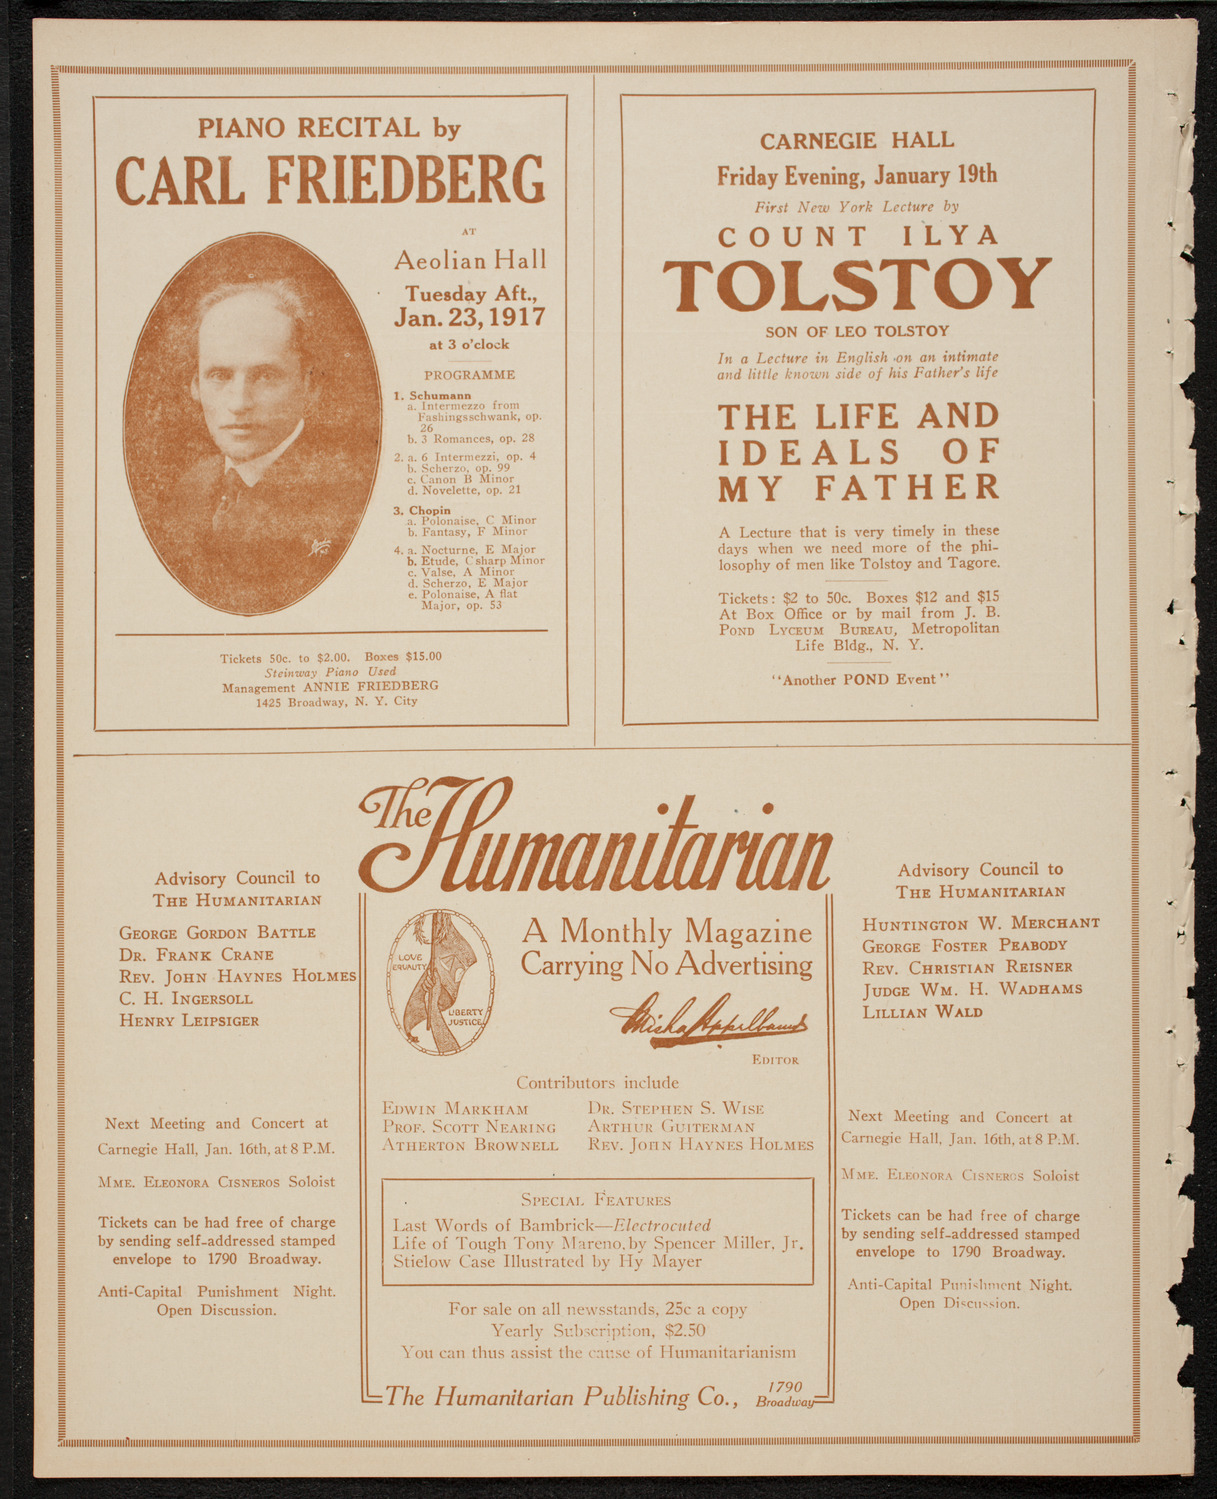 PIANO RECITAL by
CARL FRIEDBERG
AT
Aeolian Hall
Tuesday Aft.,
Jan. 23, 1917
at 3 o'clock
PROGRAMME
1. Schumann
a. Intermezzo from
Fashingsschwank, op.
26
b. 3 Romances, op. 28
2. a. 6 Intermezzi, op. 4
b. Scherzo, op. 99
c. Canon B Minor
d. Novelette, op. 21
3. Chopin
a. Polonaise, C Minor
b. Fantasy, F Minor
4. a. Nocturne, E Major
b. Etude, C sharp Minor
c. Valse, A Minor
d. Scherzo, E Major
e. Polonaise, A flat
Major, op. 53
Tickets 50c. to $2.00. Boxes $15.00
Steinway Piano Used
Management ANNIE FRIEDBERG
1425 Broadway, N. Y. City
CARNEGIE HALL
Friday Evening, January 19th
First New York Lecture by
COUNT ILYA
TOLSTOY
SON OF LEO TOLSTOY
In a Lecture in English on an intimate
and little known side of his Father's life
THE LIFE AND
IDEALS OF
MY FATHER
A Lecture that is very timely in these
days when we need more of the phi-
losophy of men like Tolstoy and Tagore.
Tickets: $2 to 50c. Boxes $12 and $15
At Box Office or by mail from J. B.
POND LYCEUM BUREAU, Metropolitan
Life Bldg., N. Y.
"Another POND Event"
Advisory Council to
THE HUMANITARIAN
GEORGE GORDON BATTLE
DR. FRANK CRANE
REV. JOHN HAYNES HOLMES
C. H. INGERSOLL
HENRY LEIPSIGER
Next Meeting and Concert at
Carnegie Hall, Jan. 16th, at 8 P.M.
MME. ELEONORA CISNEROS Soloist
Tickets can be had free of charge
by sending self-addressed stamped
envelope to 1790 Broadway.
Anti-Capital Punishment Night.
Open Discussion.
The Humanitarian
LOVE
EQUALITY
LIBERTY
JUSTICE
A Monthly Magazine
Carrying No Advertising
Misha Appelbaum
EDITOR
Contributors include
EDWIN MARKHAM
PROF. SCOTT NEARING
ATHERTON BROWNELL
DR. STEPHEN S. WISE
ARTHUR GUITERMAN
REV. JOHN HAYNES HOLMES
SPECIAL FEATURES
Last Words of Bambrick—Electrocuted
Life of Tough Tony Mareno, by Spencer Miller, Jr.
Stielow Case Illustrated by Hy Mayer
For sale on all newsstands, 25c a copy
Yearly Subscription, $2.50
You can thus assist the cause of Humanitarianism
The Humanitarian Publishing Co., 1790
Broadway
Advisory Council to
THE HUMANITARIAN
HUNTINGTON W. MERCHANT
GEORGE FOSTER PEABODY
REV. CHRISTIAN REISNER
JUDGE WM. H. WADHAMS
LILLIAN WALD
Next Meeting and Concert at
Carnegie Hall, Jan. 16th, at 8 P.M.
MME. ELEONORA CISNEROS Soloist
Tickets can be had free of charge
by sending self-addressed stamped
envelope to 1790 Broadway.
Anti-Capital Punishment Night.
Open Discussion.